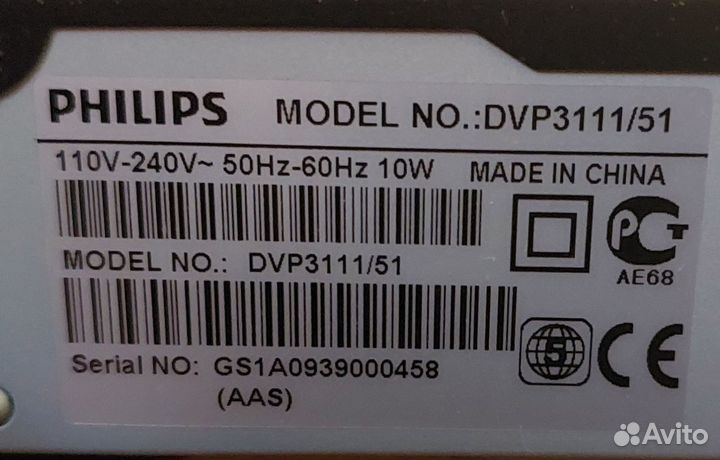 PHILIPS MODEL NO.:DVP3111/51
110V-240V~ 50Hz-60Hz 10W MADE IN CHINA
MODEL NO.: DVP3111/51
РСТ
AE68
Serial NO: GS1A0939000458
(AAS)
5
CE
Avito